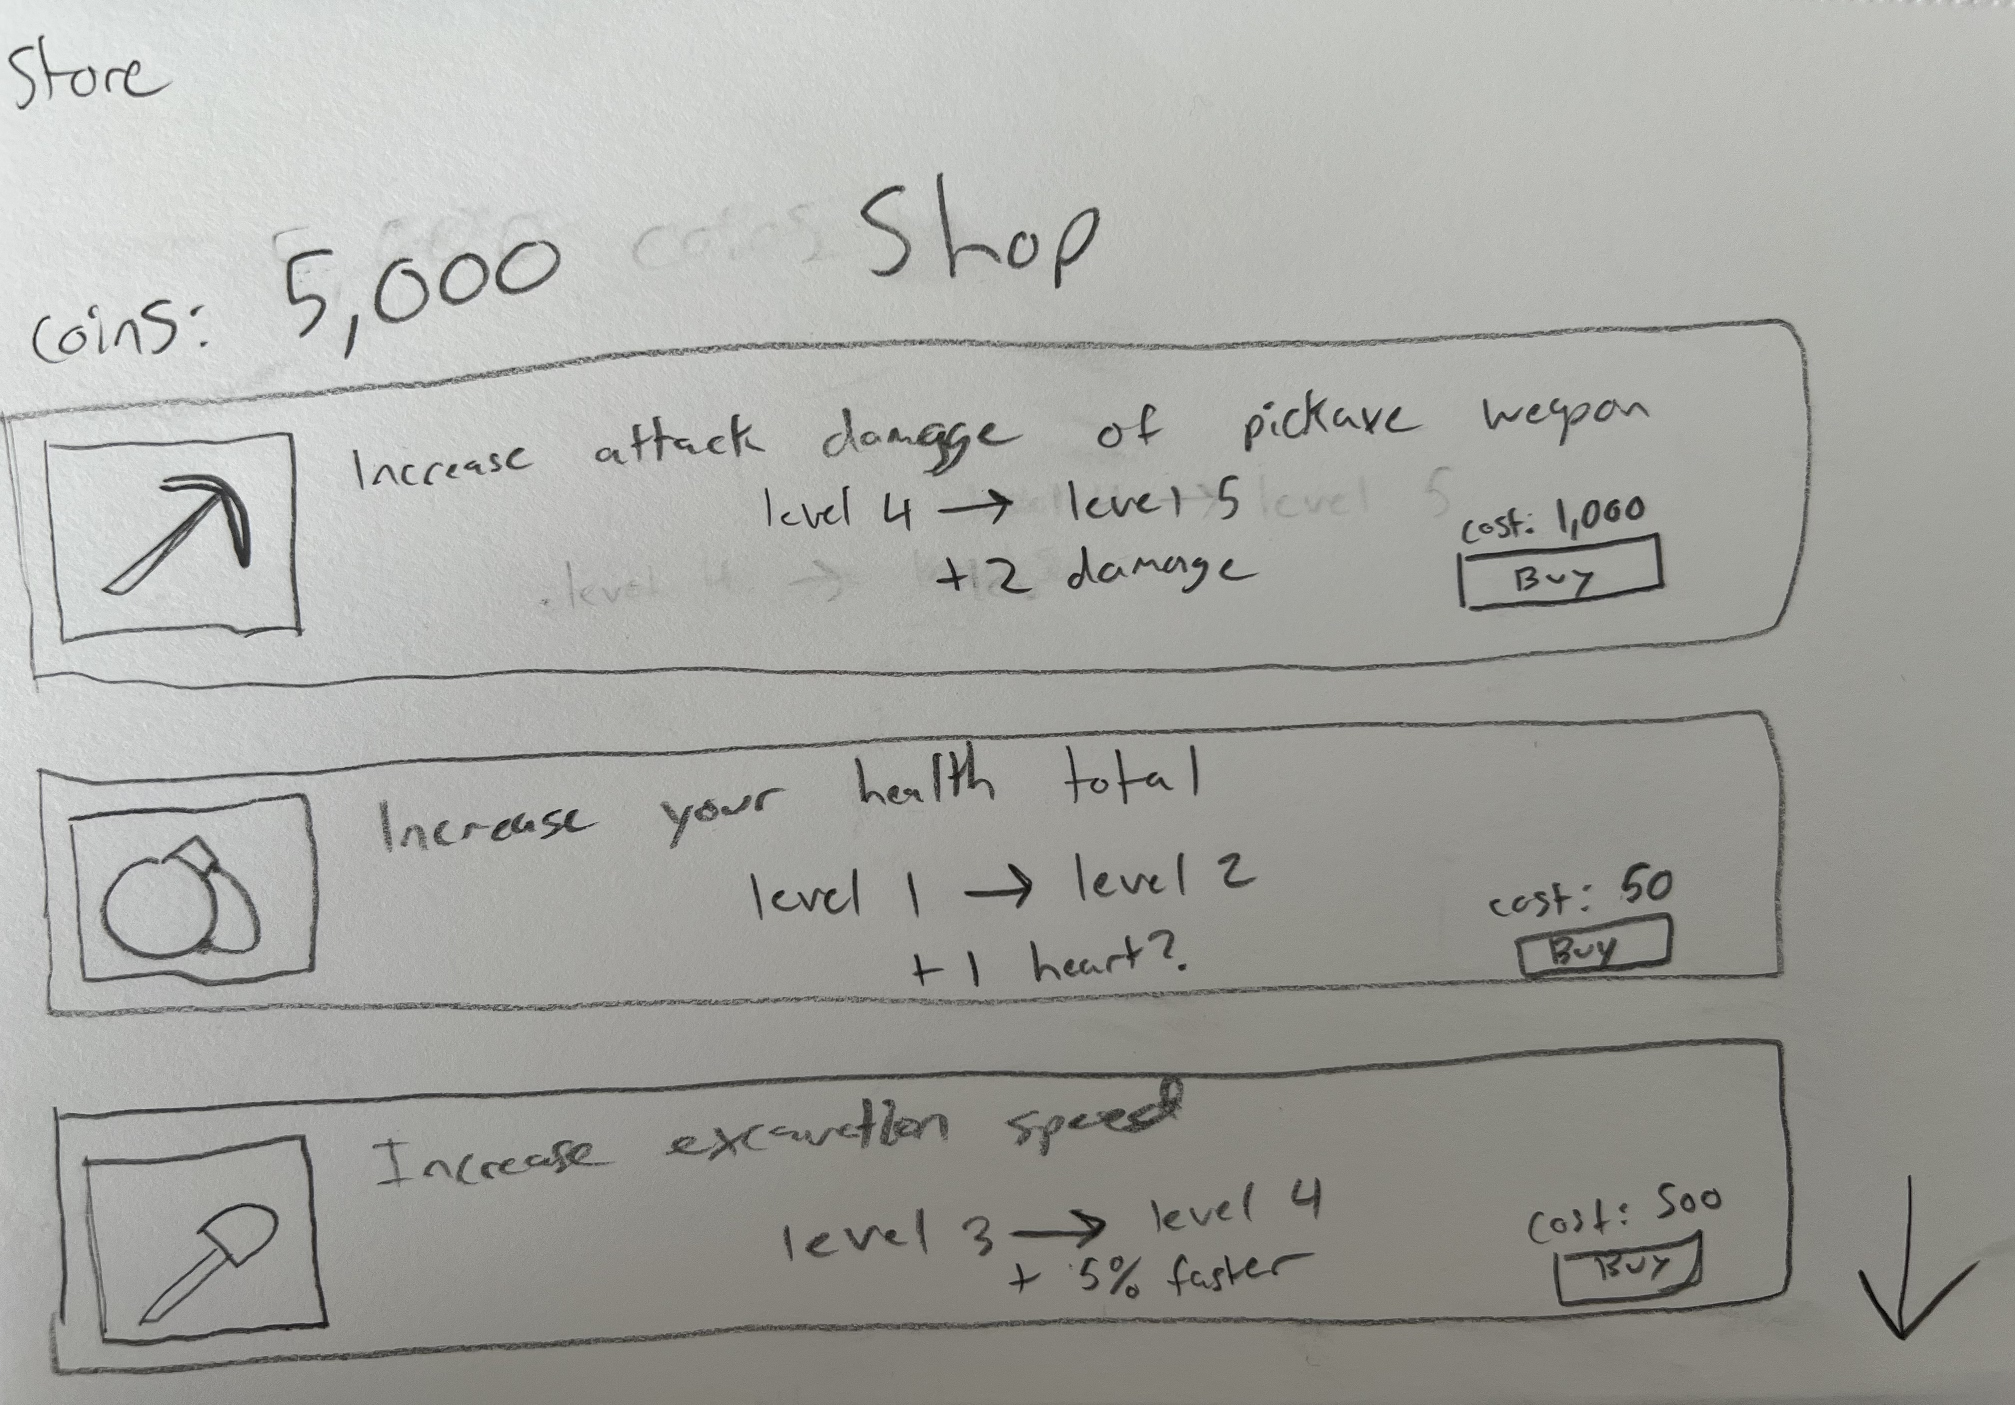 Store
Shop
coins: 5,000
Increase attack damage of pickaxe weapon
level 4 → level 5
+2 damage
cost: 1,000
Buy
Increase your health total
level 1 → level 2
+1 heart?
cost: 50
Buy
Increase excavation speed
level 3 → level 4
+ 5% faster
cost: 500
Buy